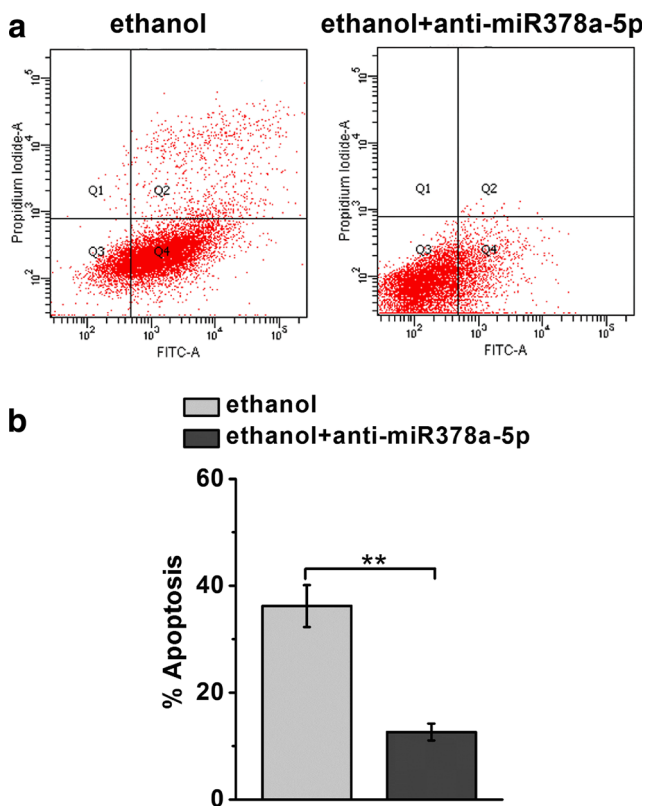 a
ethanol
ethanol+anti-miR378a-5p
Propidium Iodide-A
10^5
10^4
10^3
10^2
Q1
Q2
Q3
Q4
10^2 10^3 10^4 10^5
FITC-A
Propidium Iodide-A
10^5
10^4
10^3
10^2
Q1
Q2
Q3
Q4
10^2 10^3 10^4 10^5
FITC-A
b
ethanol
ethanol+anti-miR378a-5p
% Apoptosis
60
40
20
0
**